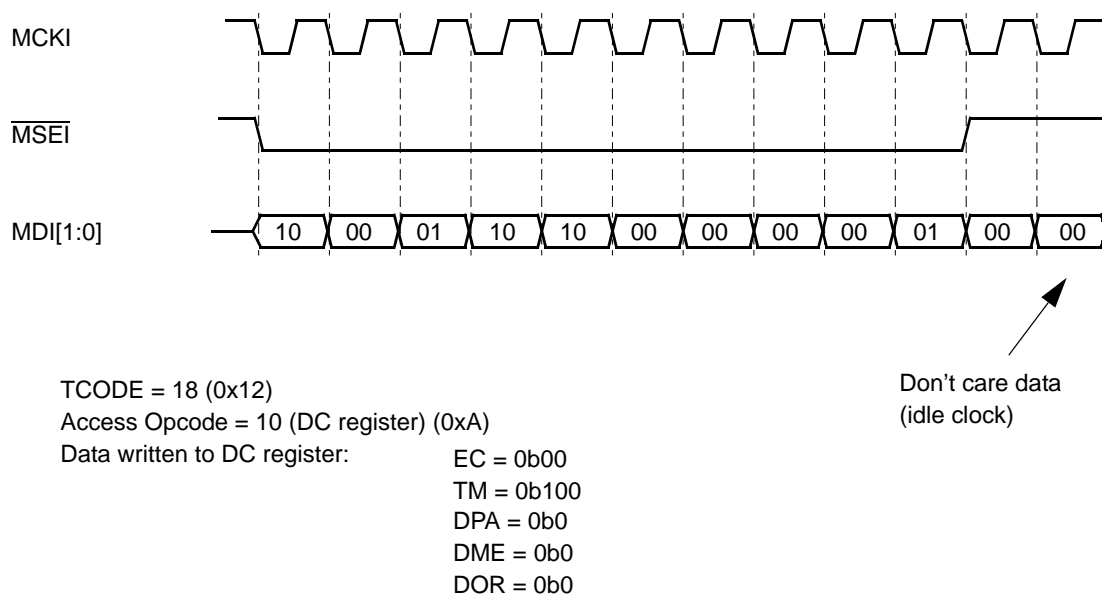 MCKI
MSEI
MDI[1:0]
10 00 01 10 10 00 00 00 00 01 00 00
Don't care data
(idle clock)
TCODE = 18 (0x12)
Access Opcode = 10 (DC register) (0xA)
Data written to DC register:
EC = 0b00
TM = 0b100
DPA = 0b0
DME = 0b0
DOR = 0b0